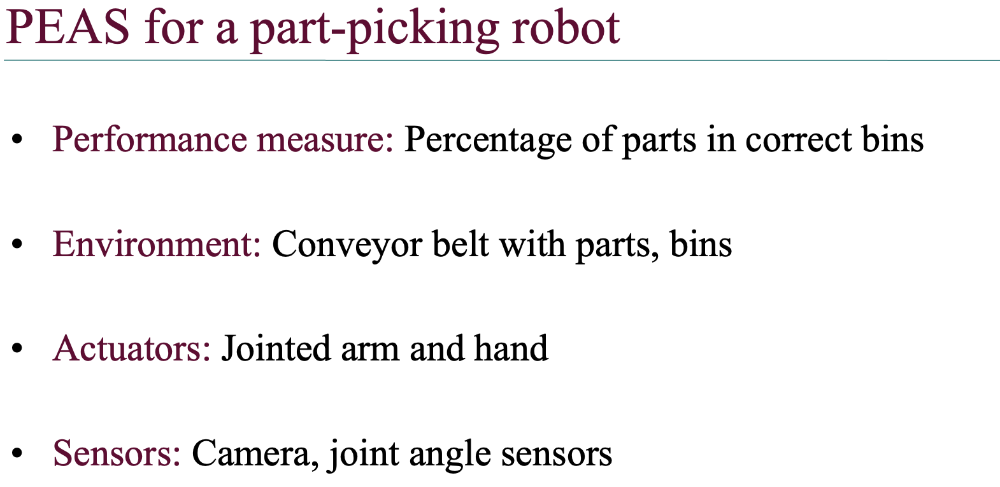 PEAS for a part-picking robot
• Performance measure: Percentage of parts in correct bins
• Environment: Conveyor belt with parts, bins
• Actuators: Jointed arm and hand
• Sensors: Camera, joint angle sensors